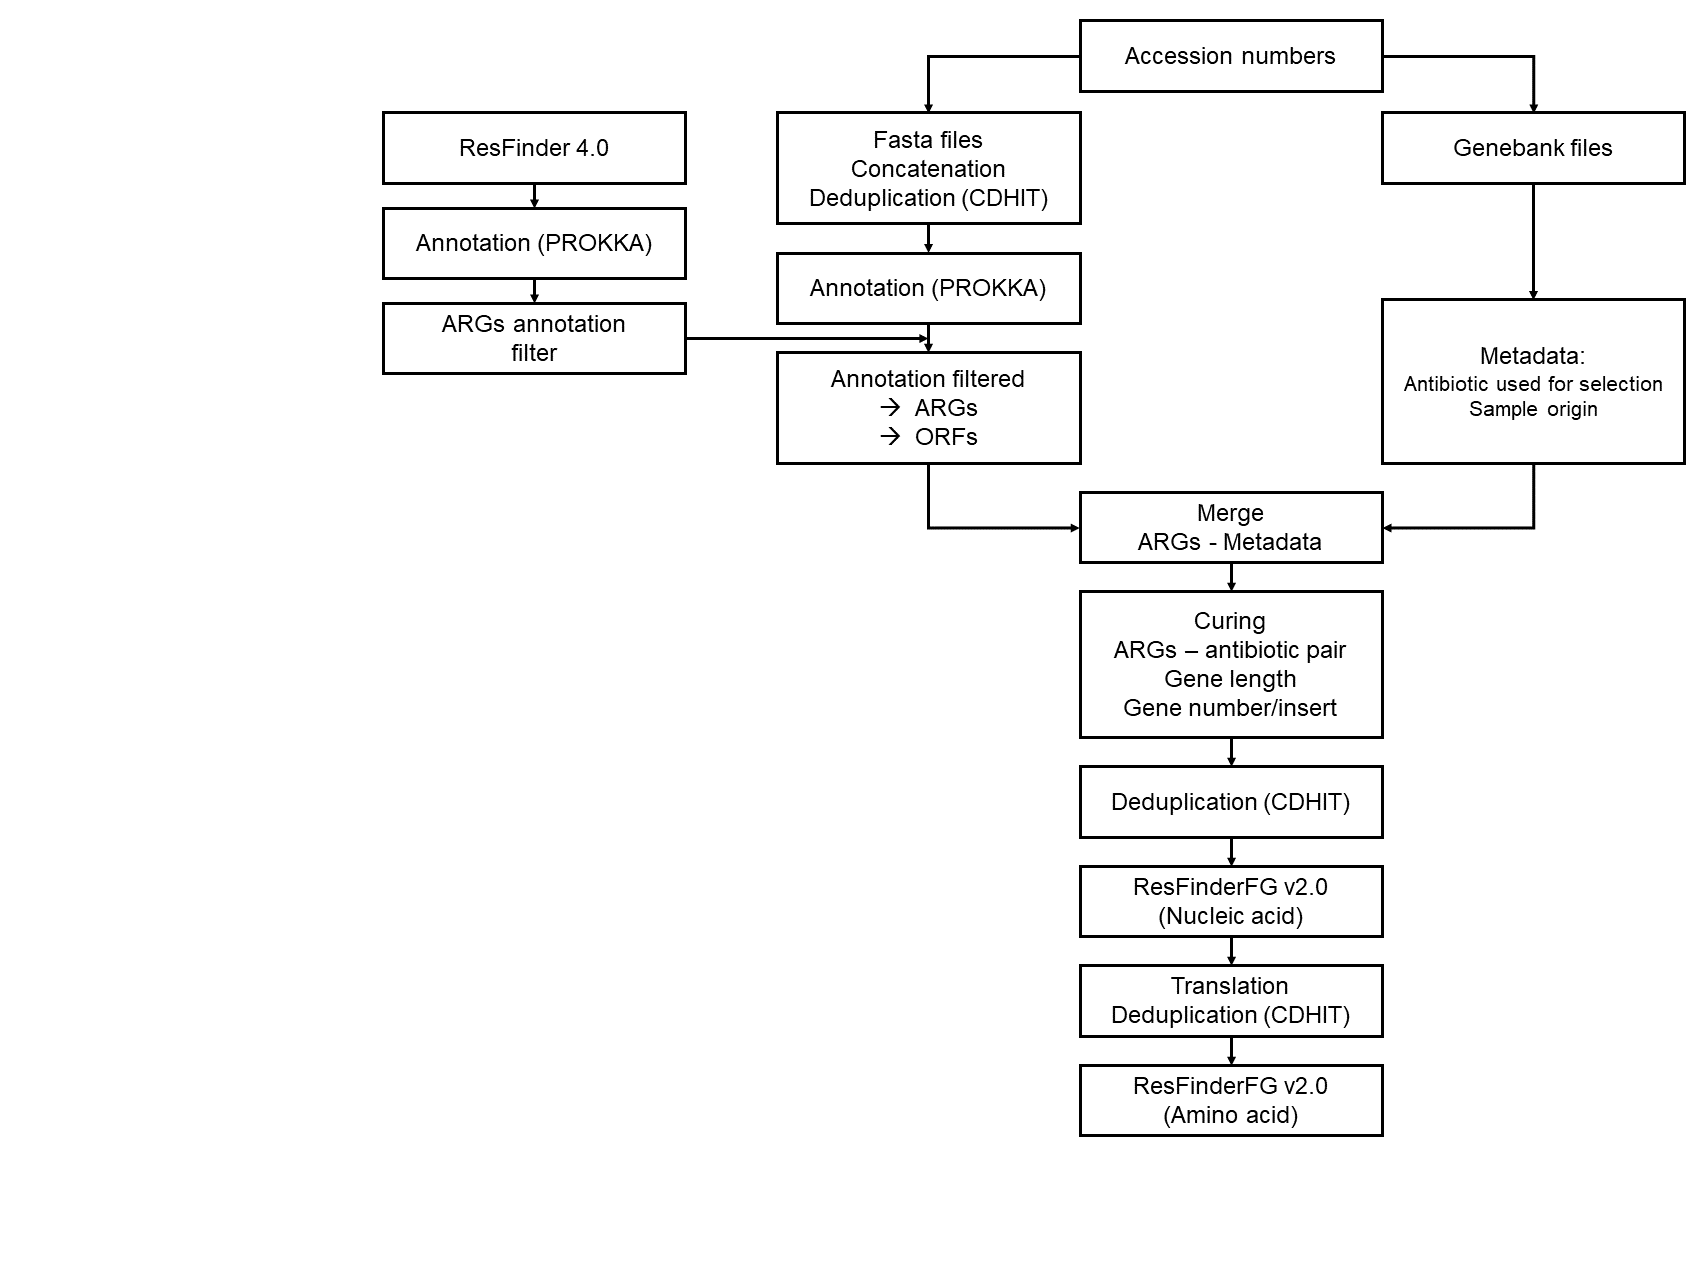 Accession numbers
ResFinder 4.0
Annotation (PROKKA)
ARGs annotation
filter
Fasta files
Concatenation
Deduplication (CDHIT)
Annotation (PROKKA)
Annotation filtered
→ ARGs
→ ORFs
Genebank files
Metadata:
Antibiotic used for selection
Sample origin
Merge
ARGs - Metadata
Curing
ARGs – antibiotic pair
Gene length
Gene number/insert
Deduplication (CDHIT)
ResFinderFG v2.0
(Nucleic acid)
Translation
Deduplication (CDHIT)
ResFinderFG v2.0
(Amino acid)